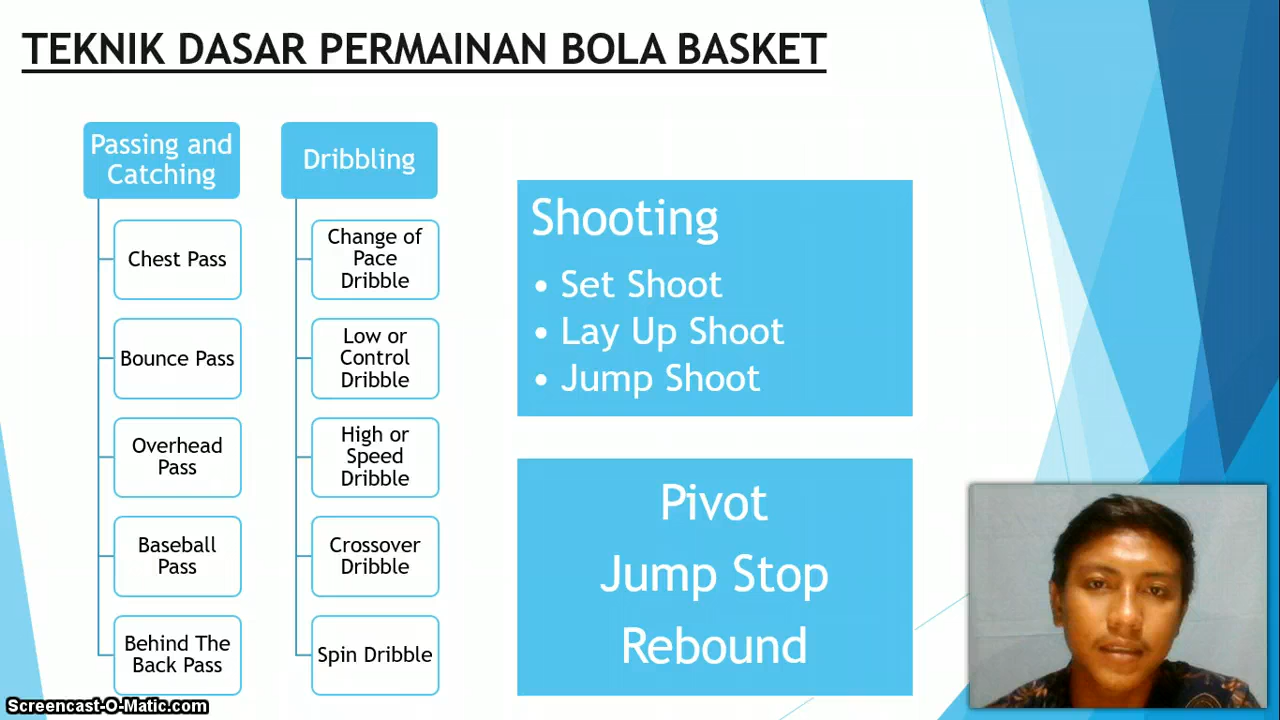 TEKNIK DASAR PERMAINAN BOLA BASKET
Passing and
Catching
Chest Pass
Bounce Pass
Overhead
Pass
Baseball
Pass
Behind The
Back Pass
Dribbling
Change of
Pace
Dribble
Low or
Control
Dribble
High or
Speed
Dribble
Crossover
Dribble
Spin Dribble
Shooting
• Set Shoot
• Lay Up Shoot
• Jump Shoot
Pivot
Jump Stop
Rebound
Screencast-O-Matic.com